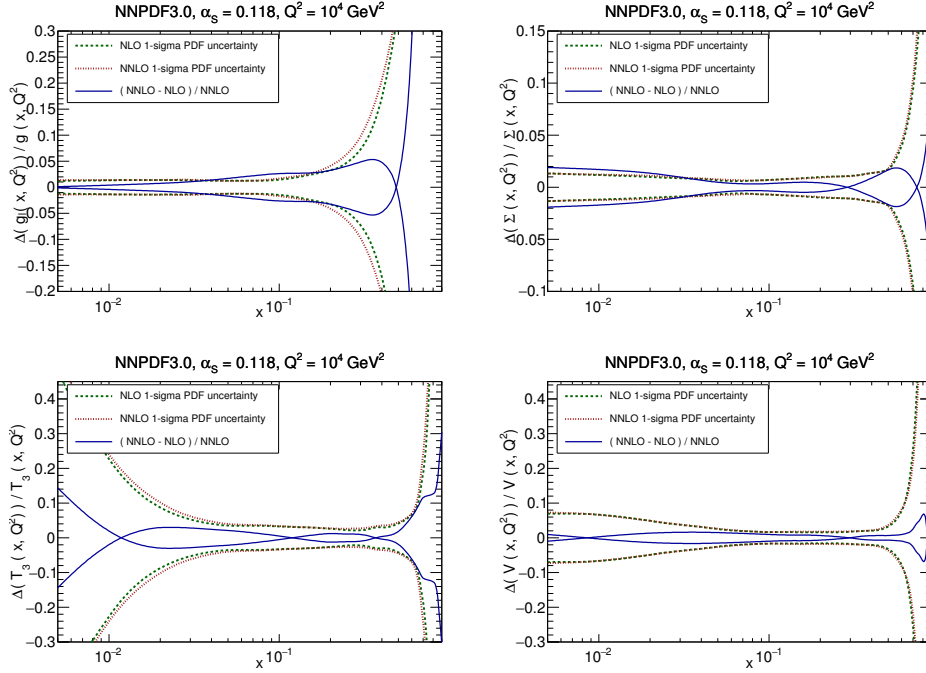 NNPDF3.0, αS = 0.118, Q² = 10⁴ GeV²
NLO 1-sigma PDF uncertainty
NNLO 1-sigma PDF uncertainty
( NNLO - NLO ) / NNLO
Δ( g ( x, Q²) ) / g ( x, Q²)
0.3
0.25
0.2
0.15
0.1
0.05
0
−0.05
−0.1
−0.15
−0.2
10⁻²
10⁻¹
x
NNPDF3.0, αS = 0.118, Q² = 10⁴ GeV²
NLO 1-sigma PDF uncertainty
NNLO 1-sigma PDF uncertainty
( NNLO - NLO ) / NNLO
Δ( Σ ( x, Q²) ) / Σ ( x, Q²)
0.15
0.1
0.05
0
−0.05
−0.1
10⁻²
10⁻¹
x
NNPDF3.0, αS = 0.118, Q² = 10⁴ GeV²
NLO 1-sigma PDF uncertainty
NNLO 1-sigma PDF uncertainty
( NNLO - NLO ) / NNLO
Δ( T₃ ( x, Q²) ) / T₃ ( x, Q²)
0.4
0.3
0.2
0.1
0
−0.1
−0.2
−0.3
10⁻²
10⁻¹
x
NNPDF3.0, αS = 0.118, Q² = 10⁴ GeV²
NLO 1-sigma PDF uncertainty
NNLO 1-sigma PDF uncertainty
( NNLO - NLO ) / NNLO
Δ( V ( x, Q²) ) / V ( x, Q²)
0.4
0.3
0.2
0.1
0
−0.1
−0.2
−0.3
10⁻²
10⁻¹
x